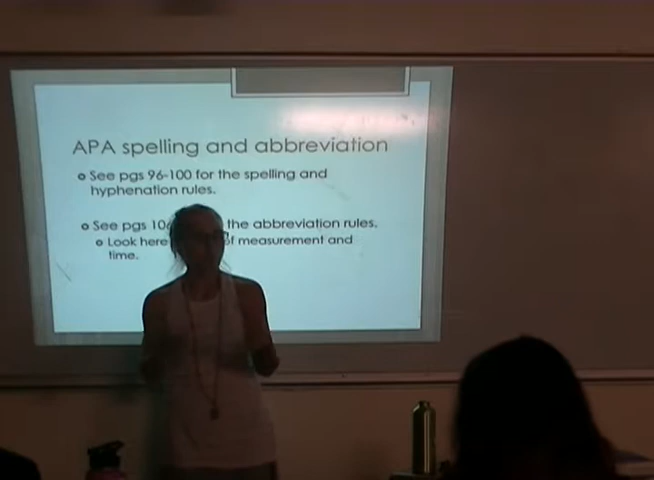 APA spelling and abbreviation
See pgs 96-100 for the spelling and
hyphenation rules.
See pgs the abbreviation rules.
Look here of measurement and
time.